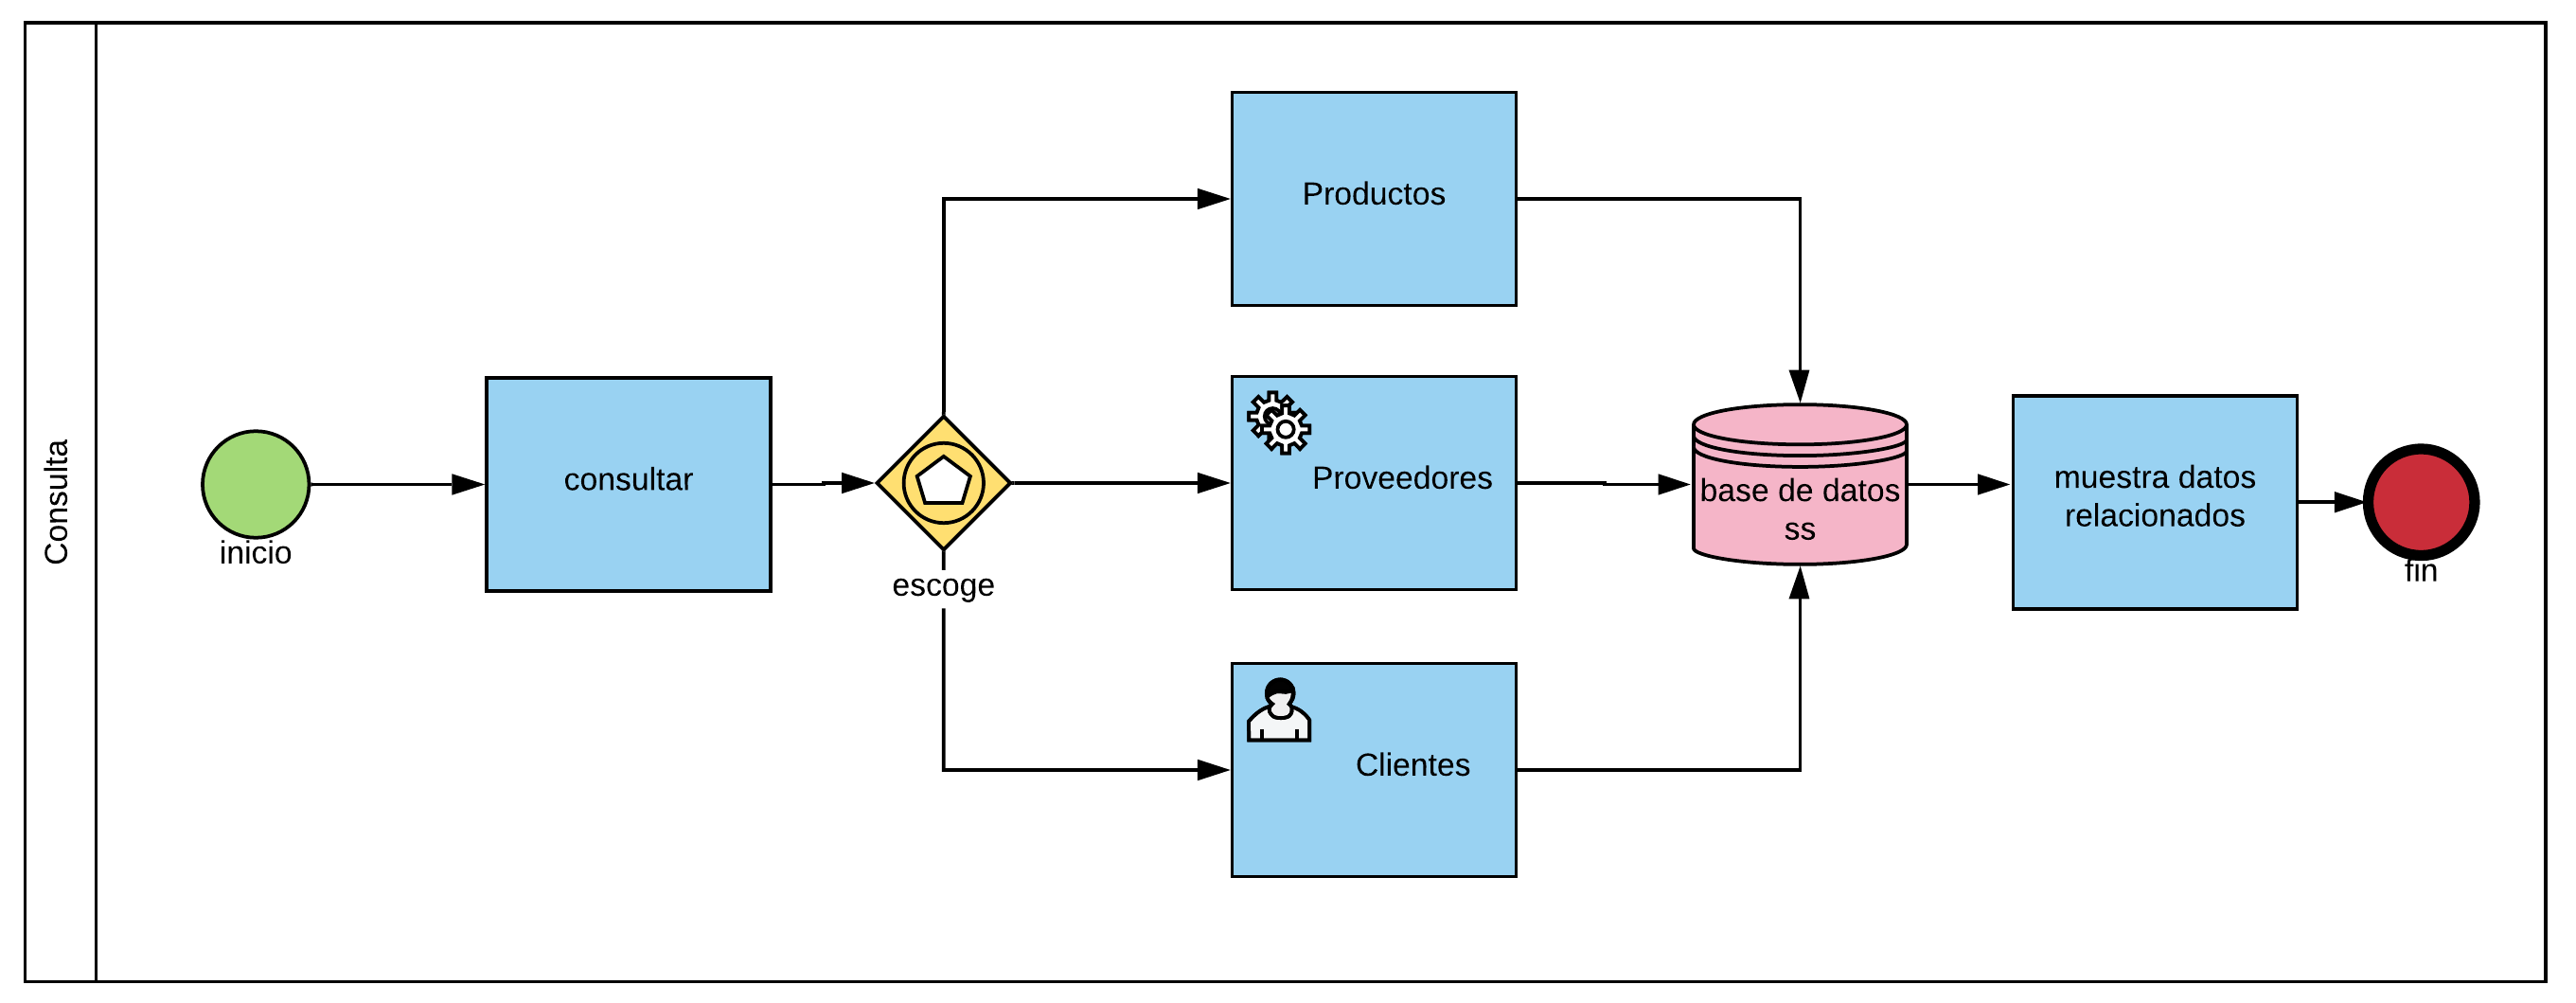 Consulta
inicio
consultar
escoge
Productos
Proveedores
Clientes
base de datos
ss
muestra datos
relacionados
fin